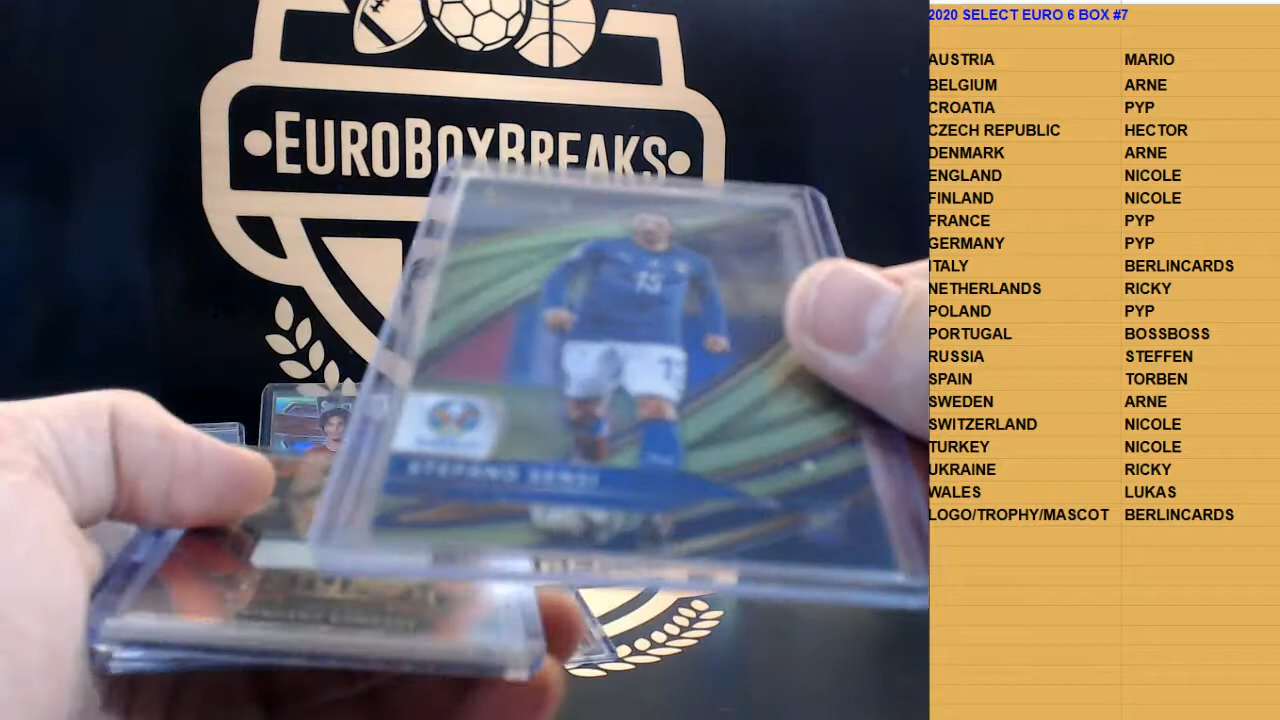 EUROBOXBREAKS
STEFANO SENSI
2020 SELECT EURO 6 BOX #7
AUSTRIA MARIO
BELGIUM ARNE
CROATIA PYP
CZECH REPUBLIC HECTOR
DENMARK ARNE
ENGLAND NICOLE
FINLAND NICOLE
FRANCE PYP
GERMANY PYP
ITALY BERLINCARDS
NETHERLANDS RICKY
POLAND PYP
PORTUGAL BOSSBOSS
RUSSIA STEFFEN
SPAIN TORBEN
SWEDEN ARNE
SWITZERLAND NICOLE
TURKEY NICOLE
UKRAINE RICKY
WALES LUKAS
LOGO/TROPHY/MASCOT BERLINCARDS